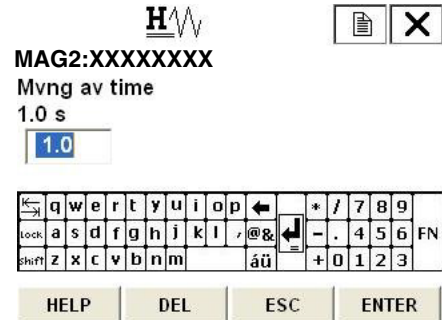 H
MAG2:XXXXXXXX
Mvng av time
1.0 s
1.0
q w e r t y u i o p * / 7 8 9
Lock a s d f g h j k l , @& - . 4 5 6 FN
Shift z x c v b n m áü = + 0 1 2 3
HELP DEL ESC ENTER